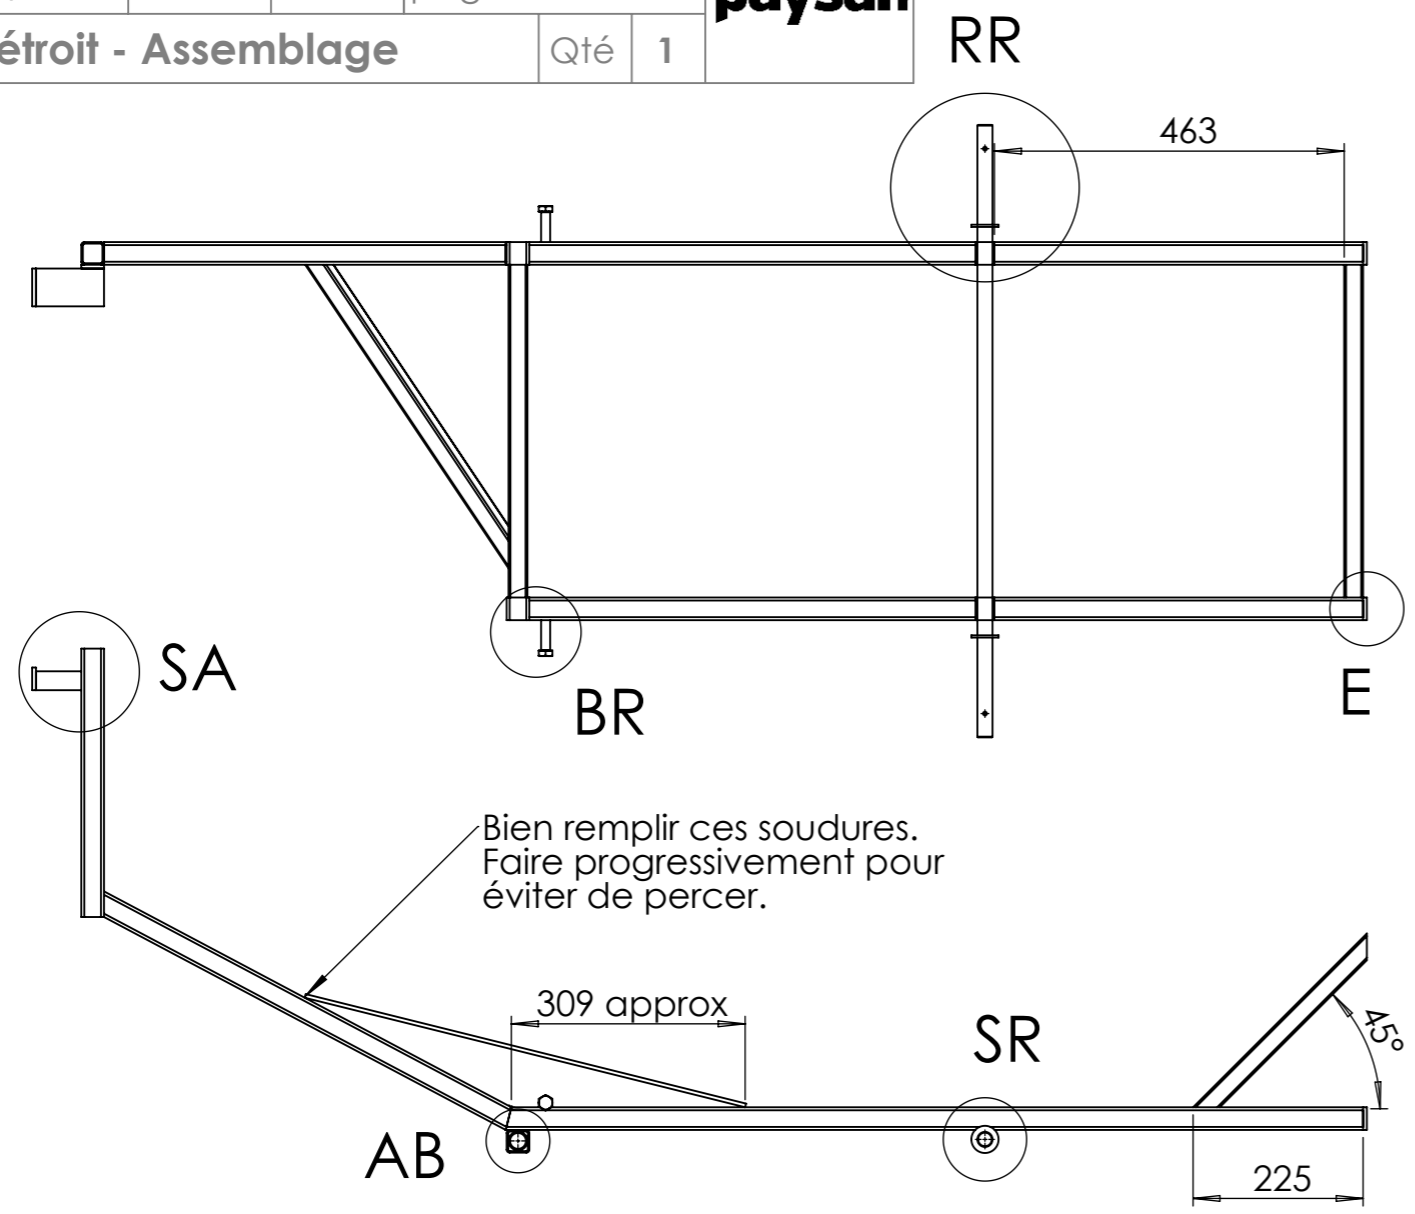 étroit - Assemblage Qté 1
paysan
RR
463
SA
BR
E
Bien remplir ces soudures.
Faire progressivement pour
éviter de percer.
309 approx
SR
45°
AB
225